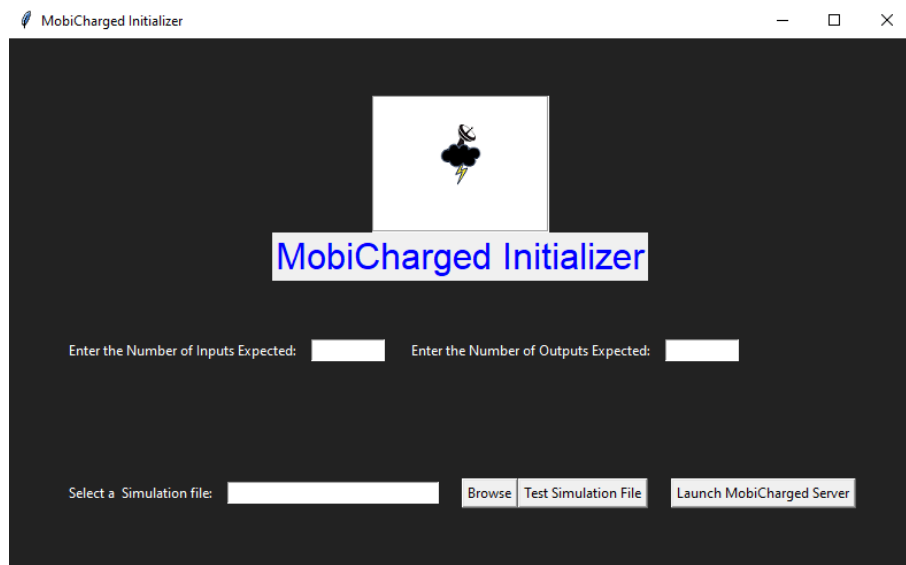 MobiCharged Initializer
MobiCharged Initializer
Enter the Number of Inputs Expected: Enter the Number of Outputs Expected:
Select a Simulation file: Browse Test Simulation File Launch MobiCharged Server